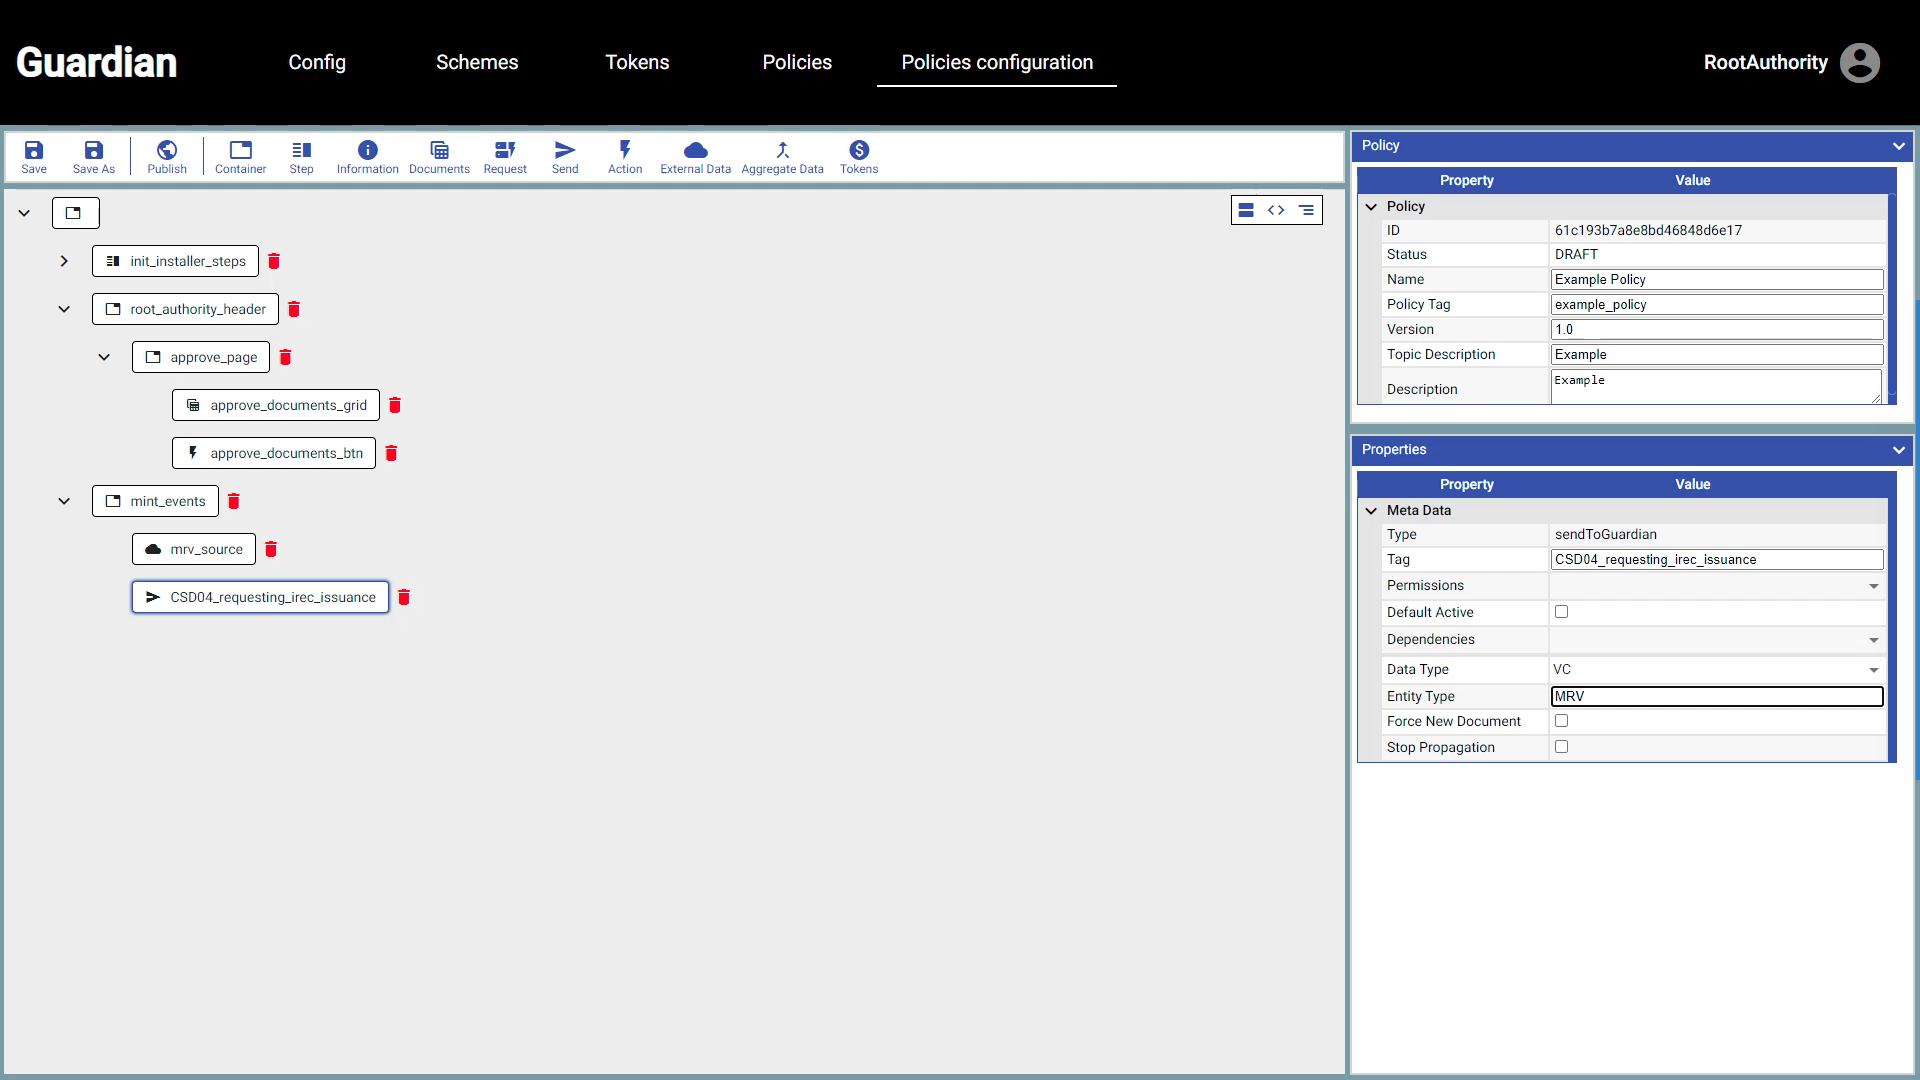 Guardian
Config
Schemes
Tokens
Policies
Policies configuration
RootAuthority
Save
Save As
Publish
Container
Step
Information
Documents
Request
Send
Action
External Data
Aggregate Data
Tokens
init_installer_steps
root_authority_header
approve_page
approve_documents_grid
approve_documents_btn
mint_events
mrv_source
CSD04_requesting_irec_issuance
Policy
Property Value
Policy
ID 61c193b7a8e8bd46848d6e17
Status DRAFT
Name Example Policy
Policy Tag example_policy
Version 1.0
Topic Description Example
Description Example
Properties
Property Value
Meta Data
Type sendToGuardian
Tag CSD04_requesting_irec_issuance
Permissions
Default Active
Dependencies
Data Type VC
Entity Type MRV
Force New Document
Stop Propagation